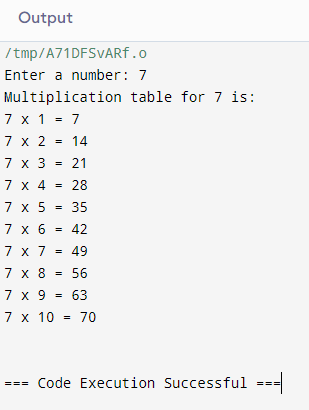 Output
/tmp/A71DFSvARf.o
Enter a number: 7
Multiplication table for 7 is:
7 x 1 = 7
7 x 2 = 14
7 x 3 = 21
7 x 4 = 28
7 x 5 = 35
7 x 6 = 42
7 x 7 = 49
7 x 8 = 56
7 x 9 = 63
7 x 10 = 70
=== Code Execution Successful ===